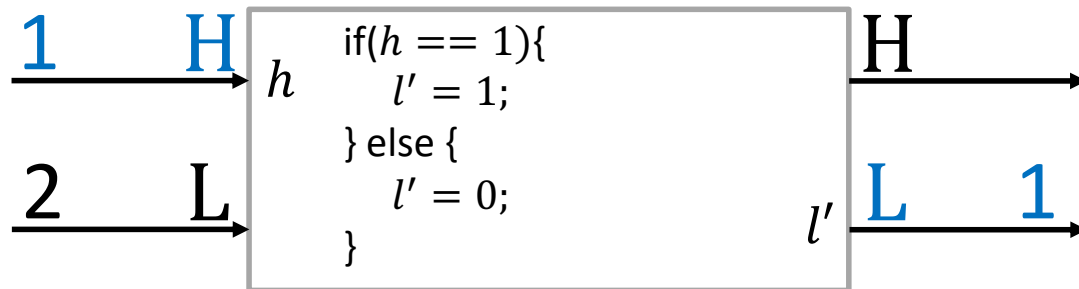 1 H H
h
if(h == 1){
l′ = 1;
} else {
l′ = 0;
}
2 L l′ L 1